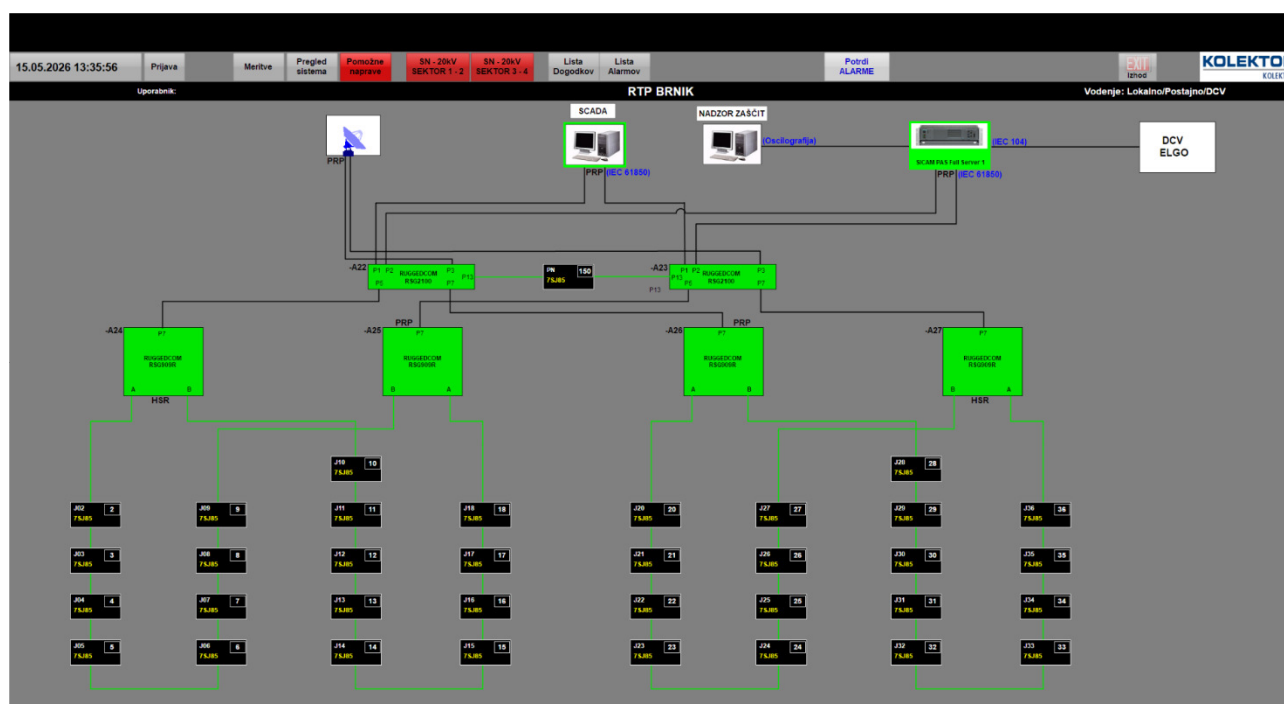 15.05.2026 13:35:56
Prijava
Meritve
Pregled
sistema
Pomožne
naprave
SN - 20kV
SEKTOR 1 - 2
SN - 20kV
SEKTOR 3 - 4
Lista
Dogodkov
Lista
Alarmov
Potrdi
ALARME
EXIT
Izhod
KOLEKTO
KOLEK
Uporabnik:
RTP BRNIK
Vodenje: Lokalno/Postajno/DCV
SCADA
NADZOR ZAŠČIT
(Oscilografija)
(IEC 104)
DCV
ELGO
SICAM PAS Full Server 1
PRP
PRP (IEC 61850)
PRP (IEC 61850)
-A22
P1 P2 P3
RUGGEDCOM
RSG2100
P5 P7 P13
PN 150
7SJ85
-A23
P1 P2 P3
RUGGEDCOM
RSG2100
P13 P5 P7
P13
-A24
P7
RUGGEDCOM
RSG909R
A B
HSR
PRP
-A25
P7
RUGGEDCOM
RSG909R
B A
PRP
-A26
P7
RUGGEDCOM
RSG909R
A B
-A27
P7
RUGGEDCOM
RSG909R
B A
HSR
J10 10
7SJ85
J28 28
7SJ85
J02 2
7SJ85
J09 9
7SJ85
J11 11
7SJ85
J18 18
7SJ85
J20 20
7SJ85
J27 27
7SJ85
J29 29
7SJ85
J36 36
7SJ85
J03 3
7SJ85
J08 8
7SJ85
J12 12
7SJ85
J17 17
7SJ85
J21 21
7SJ85
J26 26
7SJ85
J30 30
7SJ85
J35 35
7SJ85
J04 4
7SJ85
J07 7
7SJ85
J13 13
7SJ85
J16 16
7SJ85
J22 22
7SJ85
J25 25
7SJ85
J31 31
7SJ85
J34 34
7SJ85
J05 5
7SJ85
J06 6
7SJ85
J14 14
7SJ85
J15 15
7SJ85
J23 23
7SJ85
J24 24
7SJ85
J32 32
7SJ85
J33 33
7SJ85